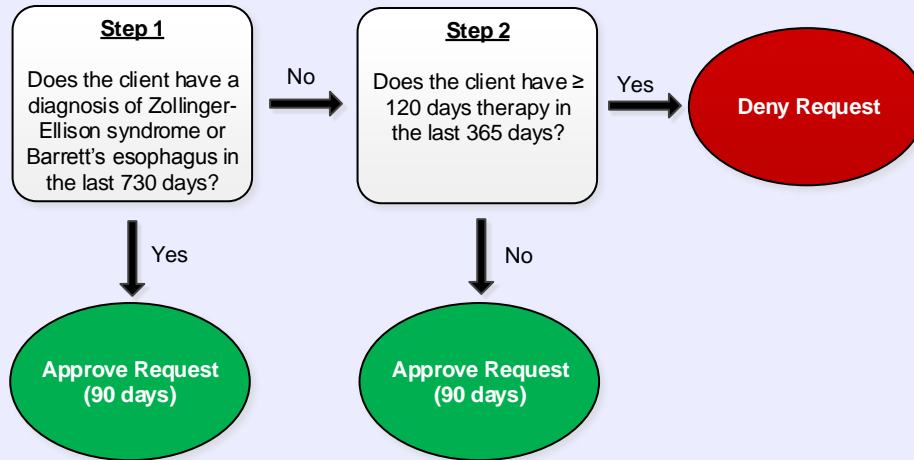 Step 1
Does the client have a
diagnosis of Zollinger-
Ellison syndrome or
Barrett's esophagus in
the last 730 days?
No
Step 2
Does the client have ≥
120 days therapy in
the last 365 days?
Yes
Deny Request
Yes
No
Approve Request
(90 days)
Approve Request
(90 days)